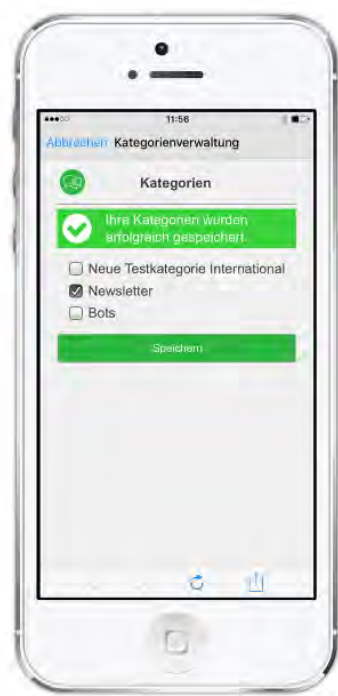 11:56
Abbrechen Kategorienverwaltung
Kategorien
Ihre Kategorien wurden
erfolgreich gespeichert.
Neue Testkategorie International
Newsletter
Bots
Speichern